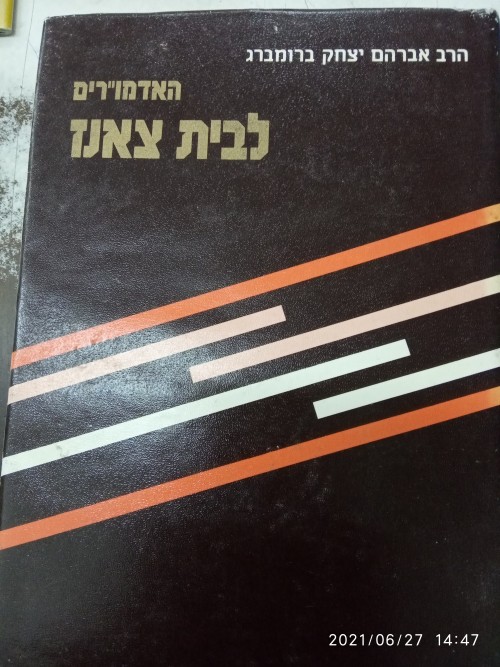 הרב אברהם יצחק ברומברג
האדמו״רים
לבית צאנז
2021/06/27 14:47